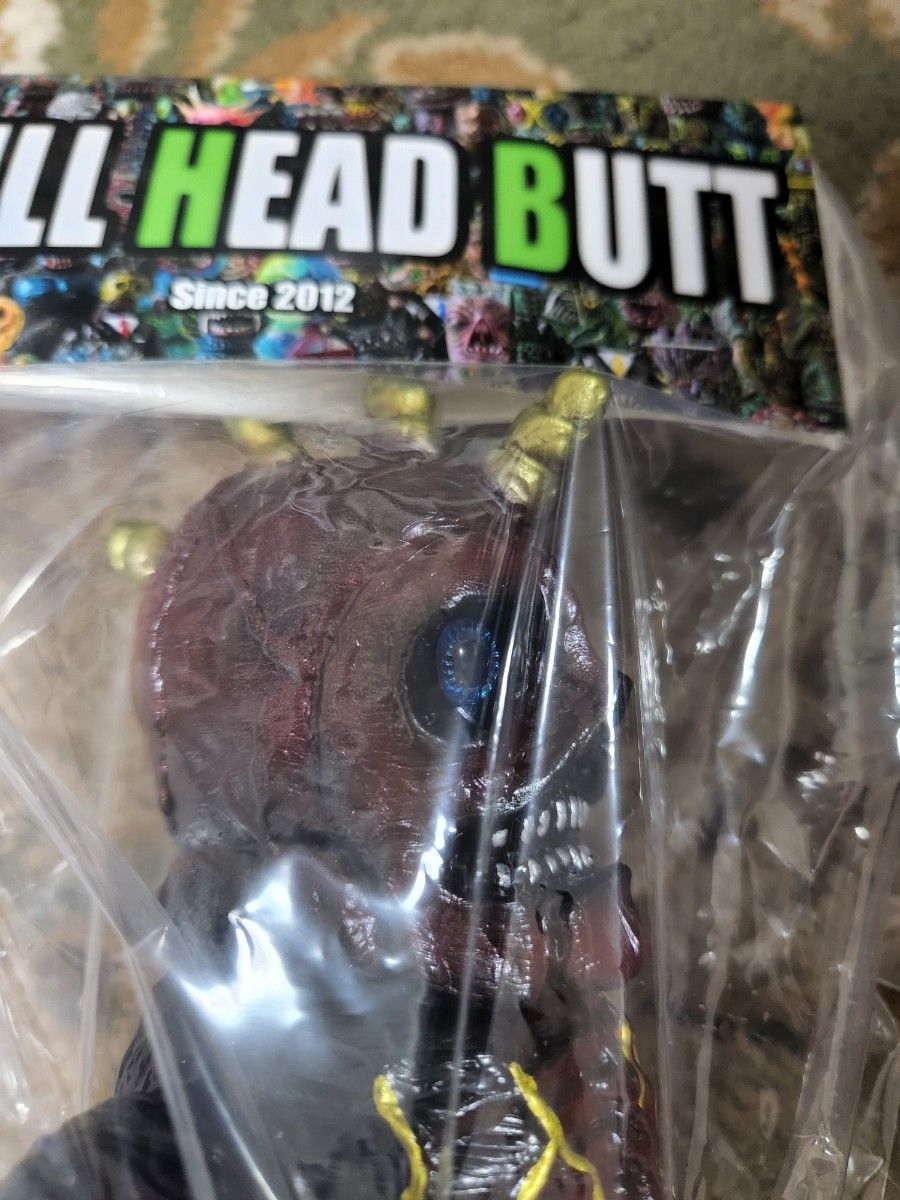 LL HEAD BUTT
Since 2012